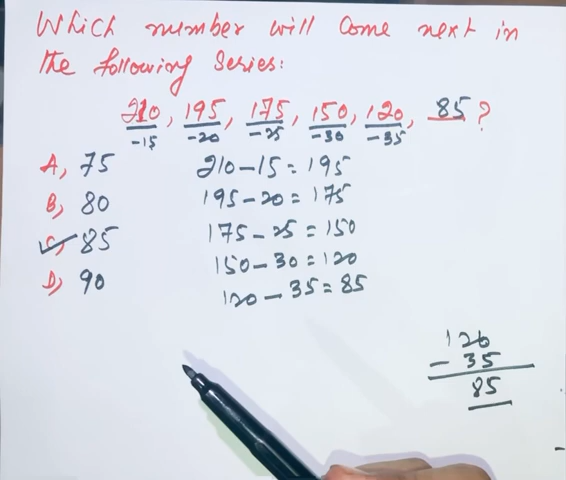 Which number will Come next in
the following Series:
210, 195, 175, 150, 120, 85 ?
-15 -20 -25 -30 -35
A, 75
B, 80
C, 85
D, 90
210-15=195
195-20=175
175-25=150
150-30=120
120-35=85
120
-35
85